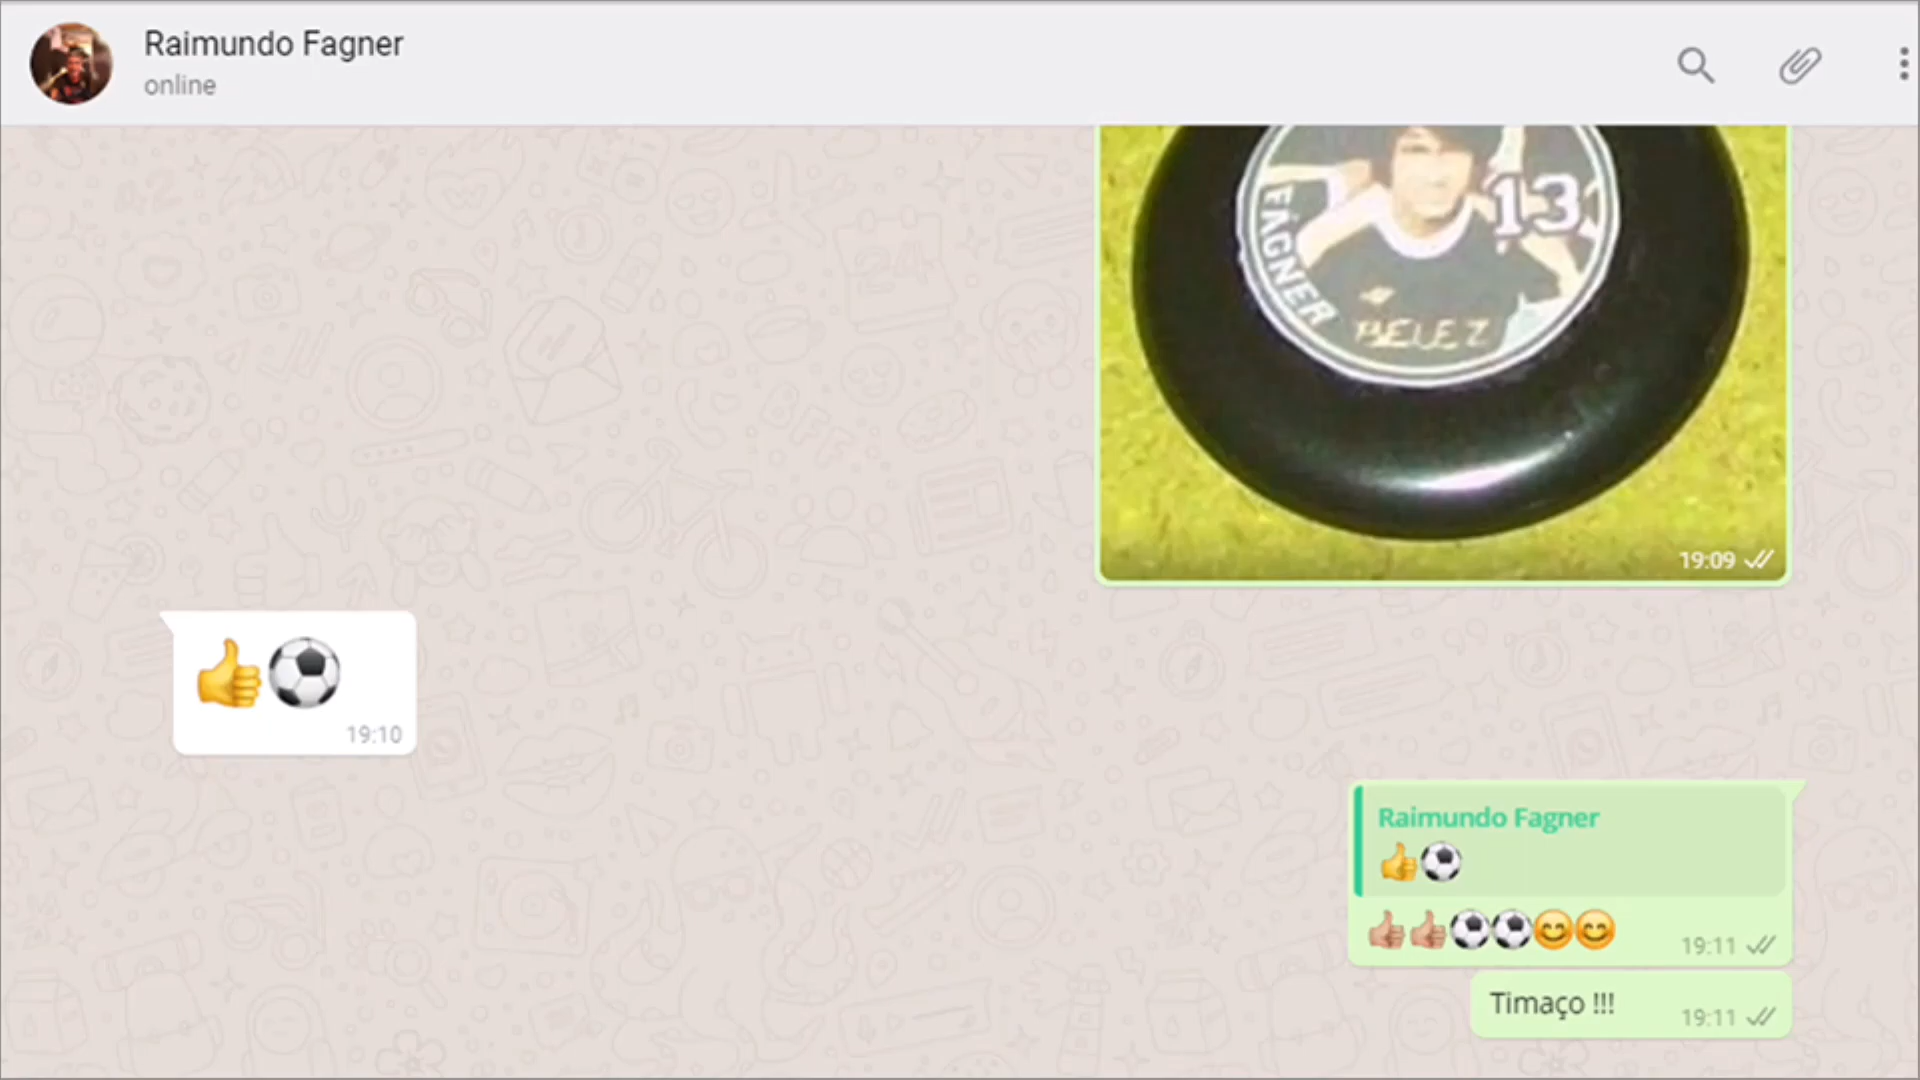 Raimundo Fagner
online
13
FAGNER
BELEZ
19:09
👍⚽
19:10
Raimundo Fagner
👍⚽
👍🏼👍🏼⚽⚽😊😊
19:11
Timaço !!!
19:11